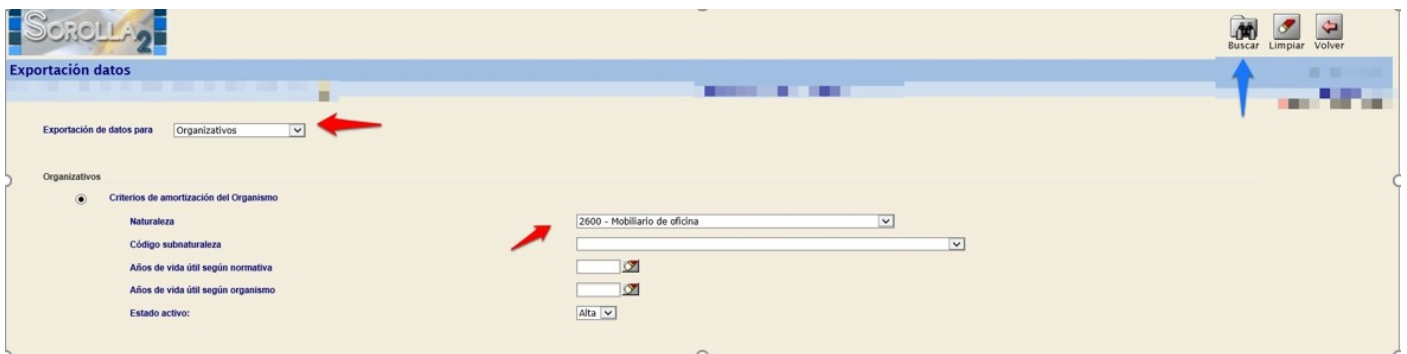 SOROLLA2
Buscar Limpiar Volver
Exportación datos
Exportación de datos para Organizativos
Organizativos
Criterios de amortización del Organismo
Naturaleza 2600 - Mobiliario de oficina
Código subnaturaleza
Años de vida útil según normativa
Años de vida útil según organismo
Estado activo: Alta